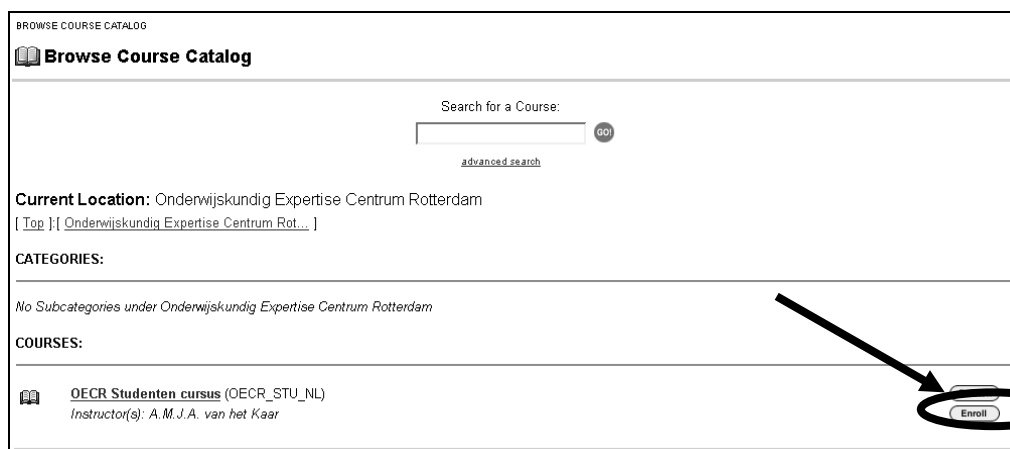 BROWSE COURSE CATALOG
Browse Course Catalog
Search for a Course:
GO!
advanced search
Current Location: Onderwijskundig Expertise Centrum Rotterdam
[ Top ]:[ Onderwijskundig Expertise Centrum Rot... ]
CATEGORIES:
No Subcategories under Onderwijskundig Expertise Centrum Rotterdam
COURSES:
OECR Studenten cursus (OECR_STU_NL)
Instructor(s): A.M.J.A. van het Kaar
Enroll